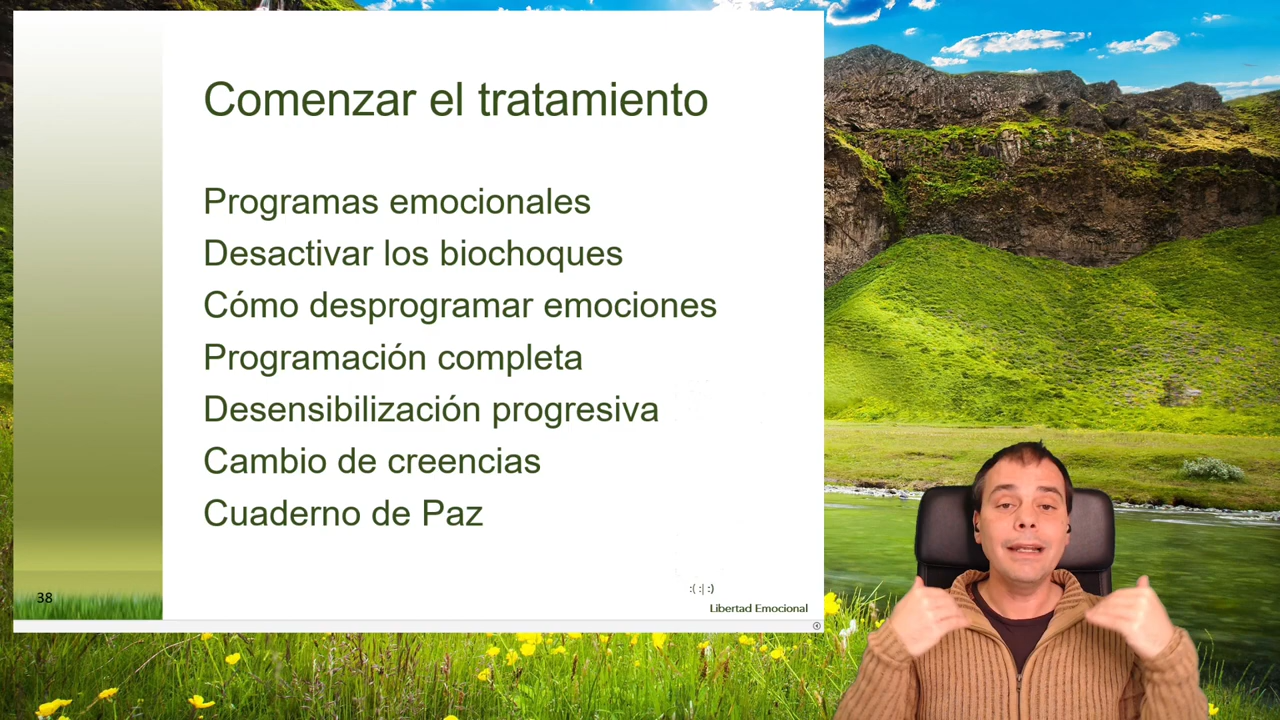 Comenzar el tratamiento
Programas emocionales
Desactivar los biochoques
Cómo desprogramar emociones
Programación completa
Desensibilización progresiva
Cambio de creencias
Cuaderno de Paz
38
:( :| :)
Libertad Emocional